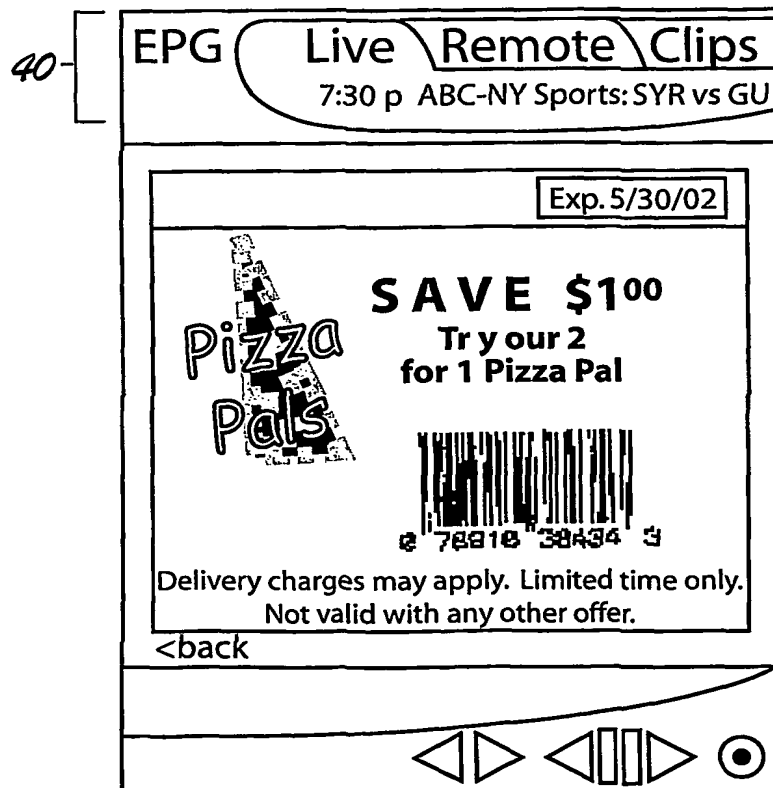 40
EPG Live Remote Clips
7:30 p ABC-NY Sports: SYR vs GU
Exp. 5/30/02
SAVE $100
Try our 2
for 1 Pizza Pal
Pizza
Pals
0 38434 3
Delivery charges may apply. Limited time only.
Not valid with any other offer.
<back